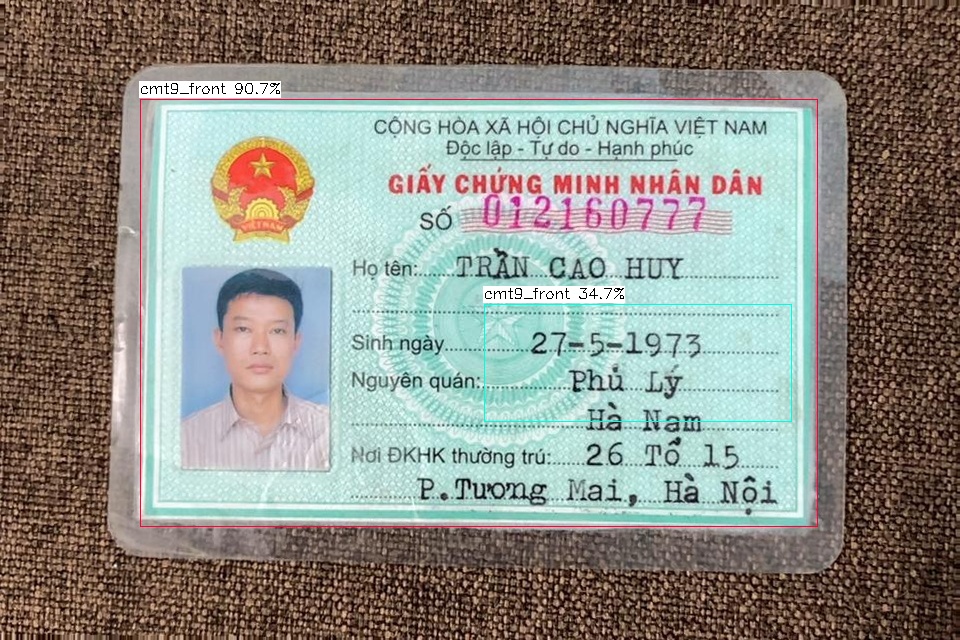 cmt9_front 90.7%
CỘNG HÒA XÃ HỘI CHỦ NGHĨA VIỆT NAM
Độc lập - Tự do - Hạnh phúc
GIẤY CHỨNG MINH NHÂN DÂN
SỐ 012160777
VIỆT NAM
Họ tên: TRẦN CAO HUY
cmt9_front 34.7%
Sinh ngày 27-5-1973
Nguyên quán: Phủ Lý
Hà Nam
Nơi ĐKHK thường trú: 26 Tổ 15
P.Tương Mai, Hà Nội